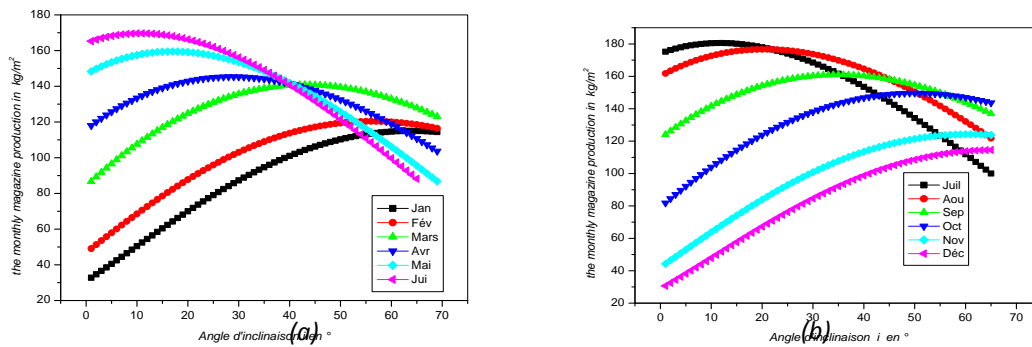 the monthly magazine production in kg/m²
180
160
140
120
100
80
60
40
20
0 10 20 30 40 50 60 70
Jan
Fév
Mars
Avr
Mai
Jui
Angle d'inclinaison i en °
(a)
the monthly magazine production in kg/m²
180
160
140
120
100
80
60
40
20
0 10 20 30 40 50 60 70
Juil
Aou
Sep
Oct
Nov
Déc
Angle d'inclinaison i en °
(b)